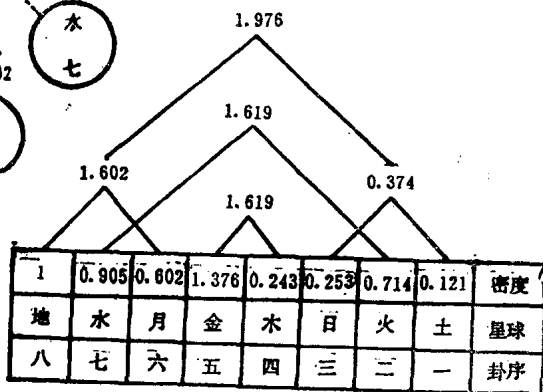 水
七
02
1.976
1.619
1.602
0.374
1.619
1 0.905 0.602 1.376 0.243 0.253 0.714 0.121 密度
地 水 月 金 木 日 火 土 星球
八 七 六 五 四 三 二 一 卦序